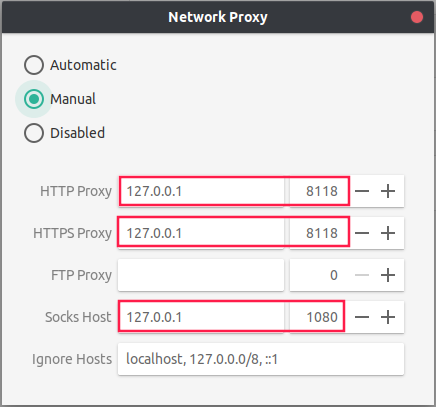 Network Proxy
Automatic
Manual
Disabled
HTTP Proxy 127.0.0.1 8118
HTTPS Proxy 127.0.0.1 8118
FTP Proxy 0
Socks Host 127.0.0.1 1080
Ignore Hosts localhost, 127.0.0.0/8, ::1